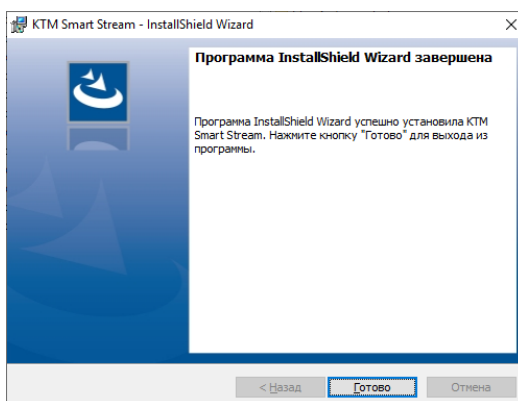 KTM Smart Stream - InstallShield Wizard
Программа InstallShield Wizard завершена
Программа InstallShield Wizard успешно установила KTM
Smart Stream. Нажмите кнопку "Готово" для выхода из
программы.
< Назад
Готово
Отмена